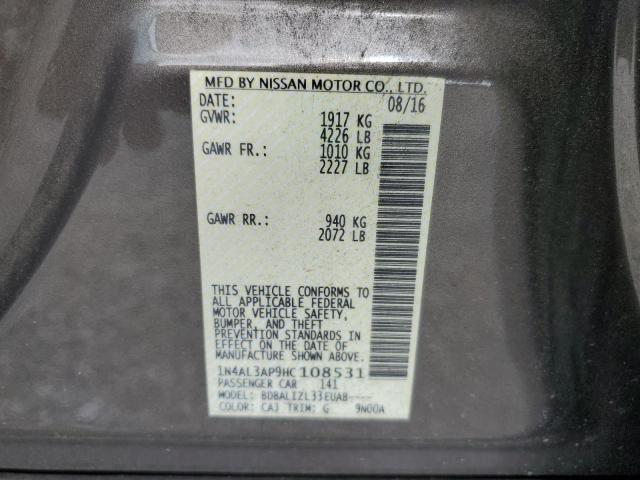 MFD BY NISSAN MOTOR CO., LTD.
DATE: 08/16
GVWR: 1917 KG
4226 LB
GAWR FR.: 1010 KG
2227 LB
GAWR RR.: 940 KG
2072 LB
THIS VEHICLE CONFORMS TO
ALL APPLICABLE FEDERAL
MOTOR VEHICLE SAFETY,
BUMPER, AND THEFT
PREVENTION STANDARDS IN
EFFECT ON THE DATE OF
MANUFACTURE SHOWN ABOVE.
1N4AL3AP9HC108531
PASSENGER CAR 141
MODEL: BDBALIZL33EUA8-----
COLOR: CAJ TRIM: G 9N00A